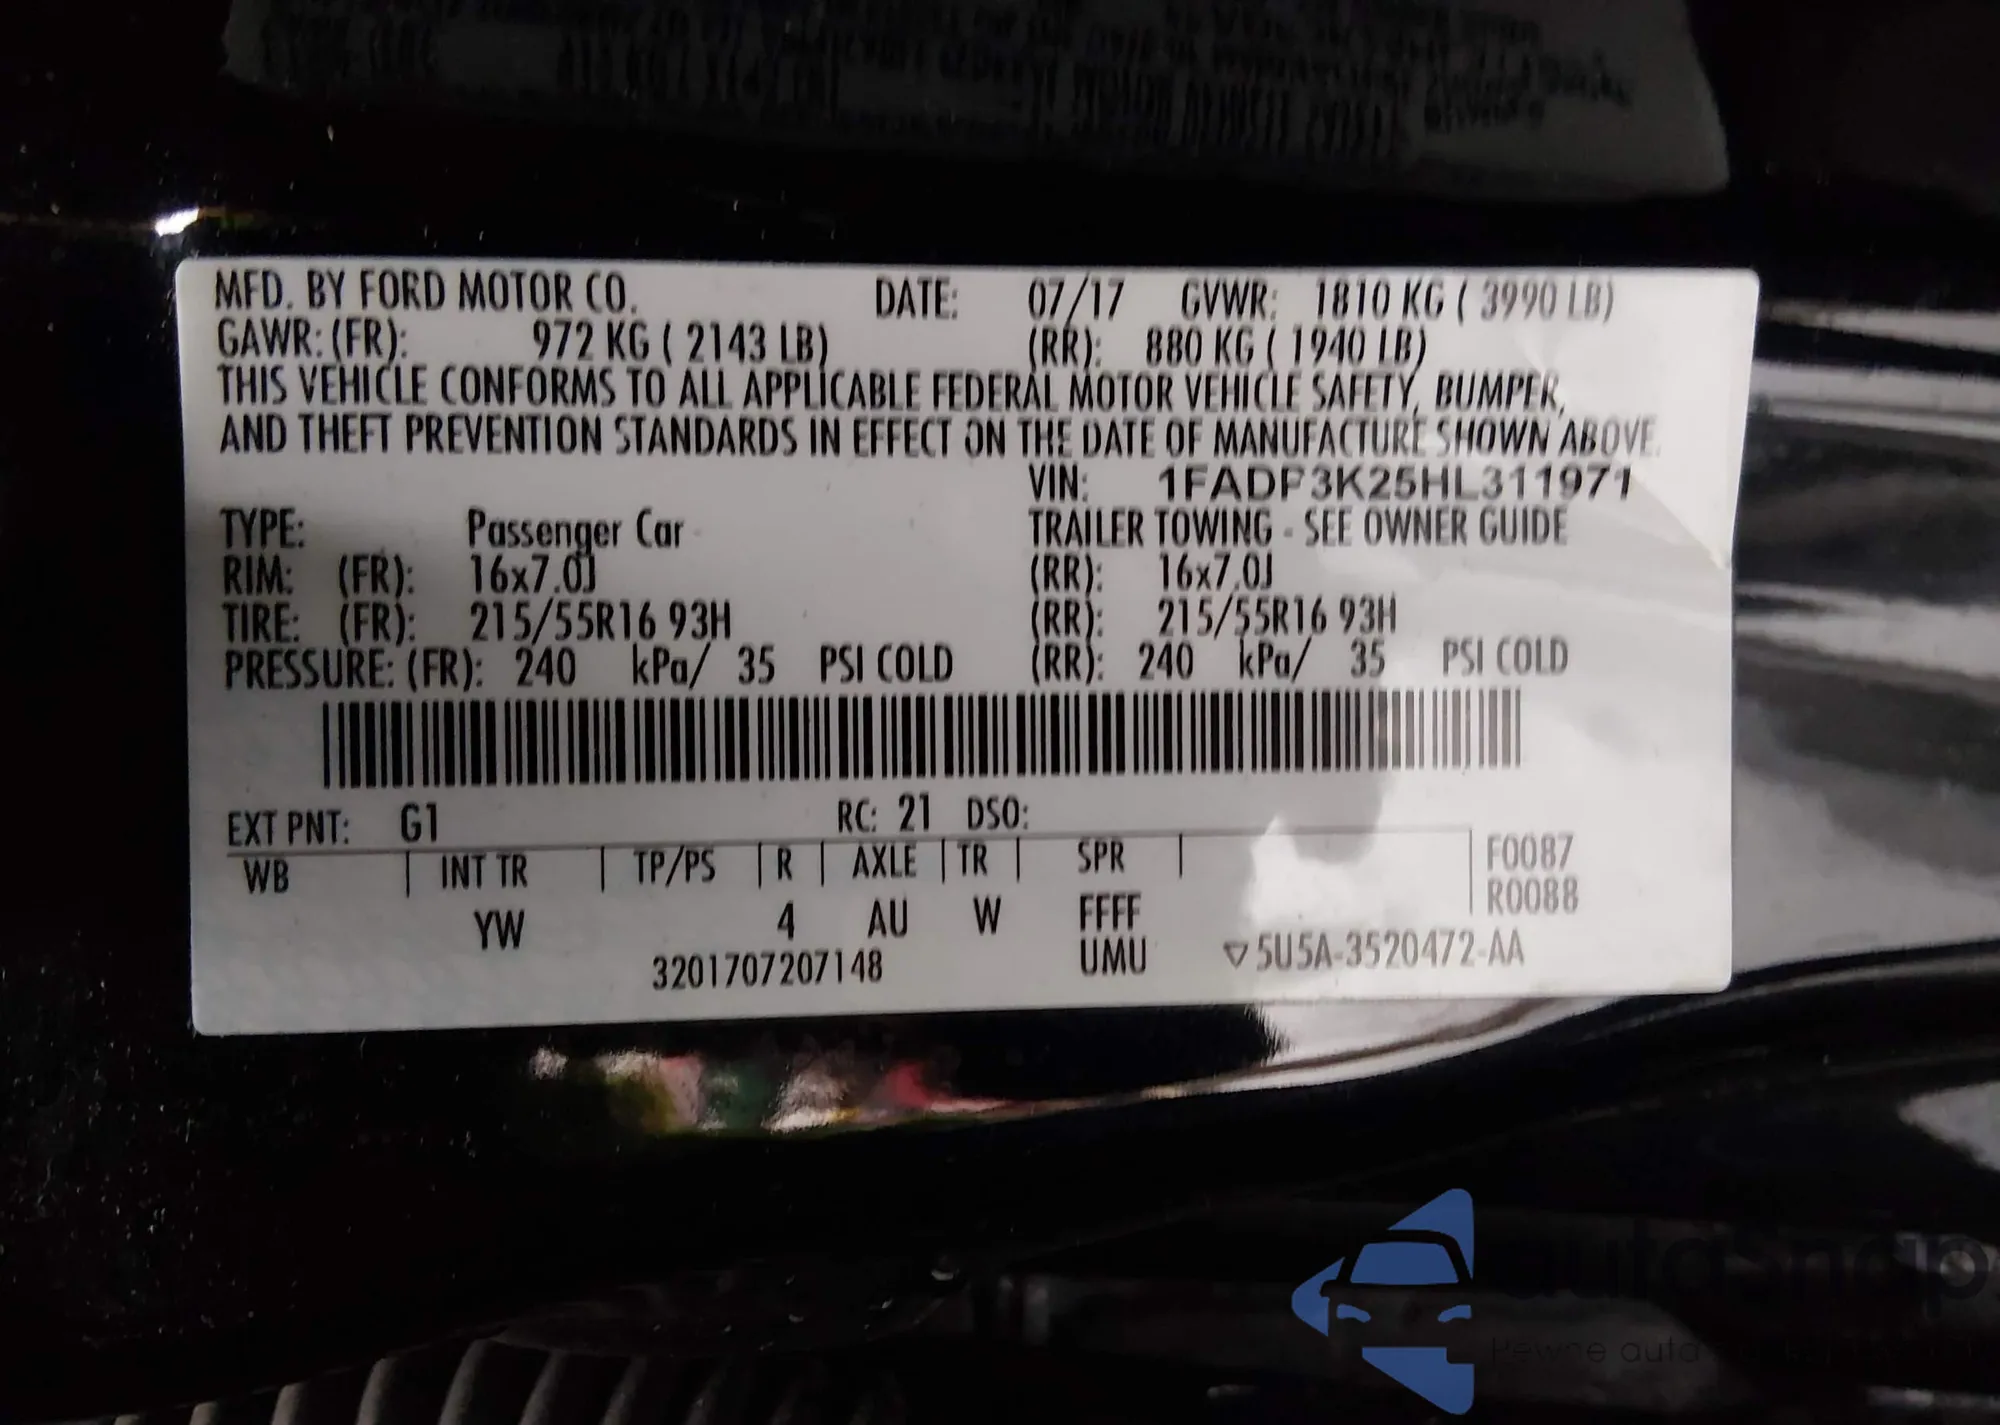 MFD. BY FORD MOTOR CO. DATE: 07/17 GVWR: 1810 KG ( 3990 LB)
GAWR: (FR): 972 KG ( 2143 LB) (RR): 880 KG ( 1940 LB)
THIS VEHICLE CONFORMS TO ALL APPLICABLE FEDERAL MOTOR VEHICLE SAFETY, BUMPER,
AND THEFT PREVENTION STANDARDS IN EFFECT ON THE DATE OF MANUFACTURE SHOWN ABOVE.
VIN: 1FADP3K25HL311971
TYPE: Passenger Car TRAILER TOWING - SEE OWNER GUIDE
RIM: (FR): 16x7.0J (RR): 16x7.0J
TIRE: (FR): 215/55R16 93H (RR): 215/55R16 93H
PRESSURE: (FR): 240 kPa/ 35 PSI COLD (RR): 240 kPa/ 35 PSI COLD
EXT PNT: G1 RC: 21 DSO:
WB | INT TR | TP/PS | R | AXLE | TR | SPR | F0087
R0088
YW 4 AU W FFFF
3201707207148 UMU ▽5U5A-3520472-AA
autosnap
Pewne auto